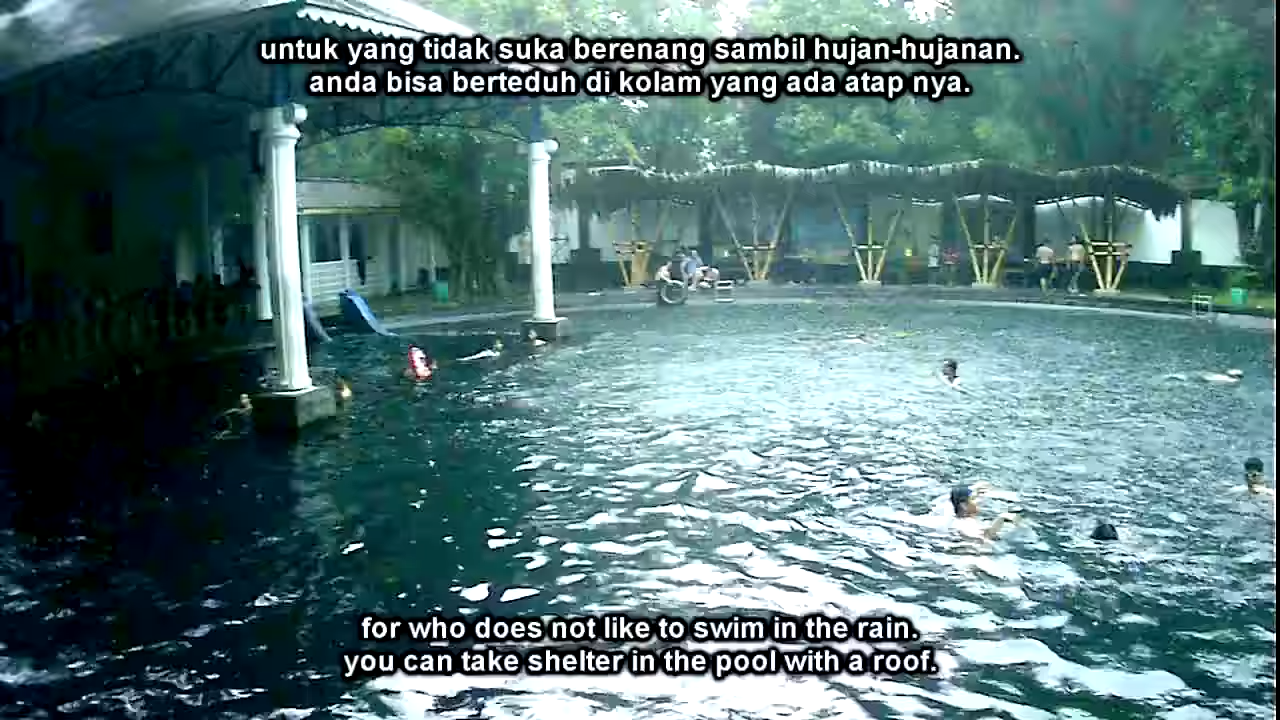 untuk yang tidak suka berenang sambil hujan-hujanan.
anda bisa berteduh di kolam yang ada atap nya.
for who does not like to swim in the rain.
you can take shelter in the pool with a roof.